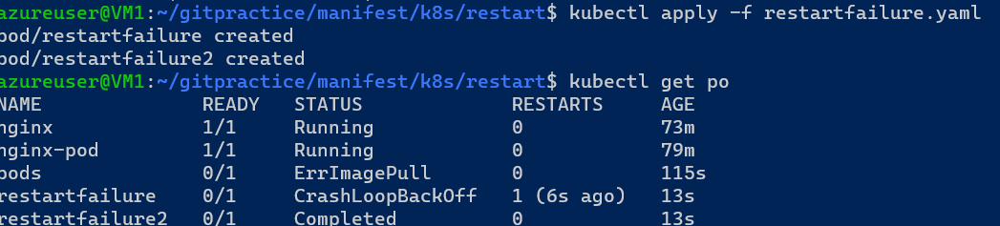 azureuser@VM1:~/gitpractice/manifest/k8s/restart$ kubectl apply -f restartfailure.yaml
pod/restartfailure created
pod/restartfailure2 created
azureuser@VM1:~/gitpractice/manifest/k8s/restart$ kubectl get po
NAME READY STATUS RESTARTS AGE
nginx 1/1 Running 0 73m
nginx-pod 1/1 Running 0 79m
pods 0/1 ErrImagePull 0 115s
restartfailure 0/1 CrashLoopBackOff 1 (6s ago) 13s
restartfailure2 0/1 Completed 0 13s